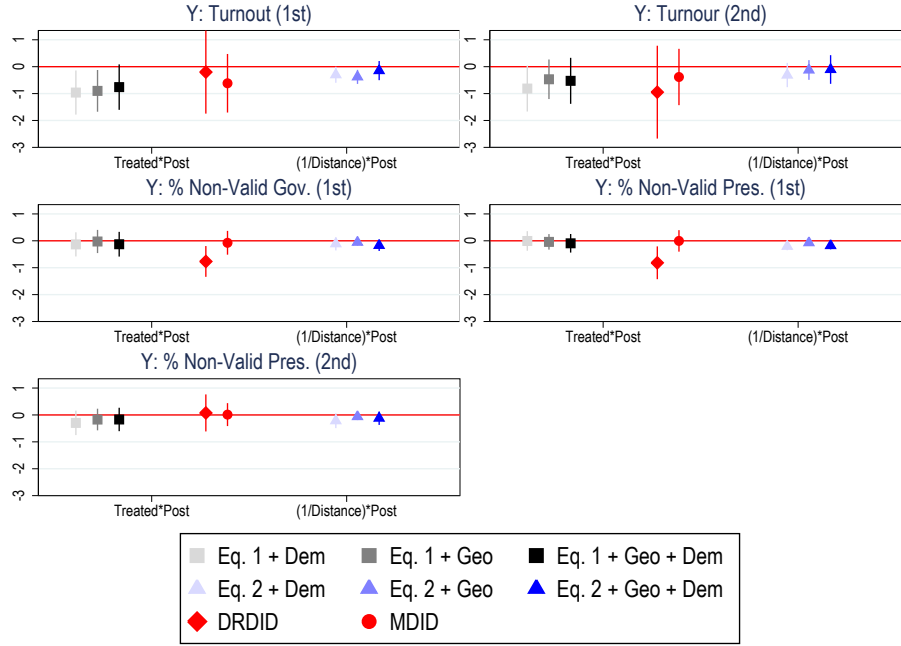 Y: Turnout (1st)
Y: Turnour (2nd)
1
0
-1
-2
-3
1
0
-1
-2
-3
Treated*Post
(1/Distance)*Post
Treated*Post
(1/Distance)*Post
Y: % Non-Valid Gov. (1st)
Y: % Non-Valid Pres. (1st)
1
0
-1
-2
-3
1
0
-1
-2
-3
Treated*Post
(1/Distance)*Post
Treated*Post
(1/Distance)*Post
Y: % Non-Valid Pres. (2nd)
1
0
-1
-2
-3
Treated*Post
(1/Distance)*Post
Eq. 1 + Dem
Eq. 1 + Geo
Eq. 1 + Geo + Dem
Eq. 2 + Dem
Eq. 2 + Geo
Eq. 2 + Geo + Dem
DRDID
MDID